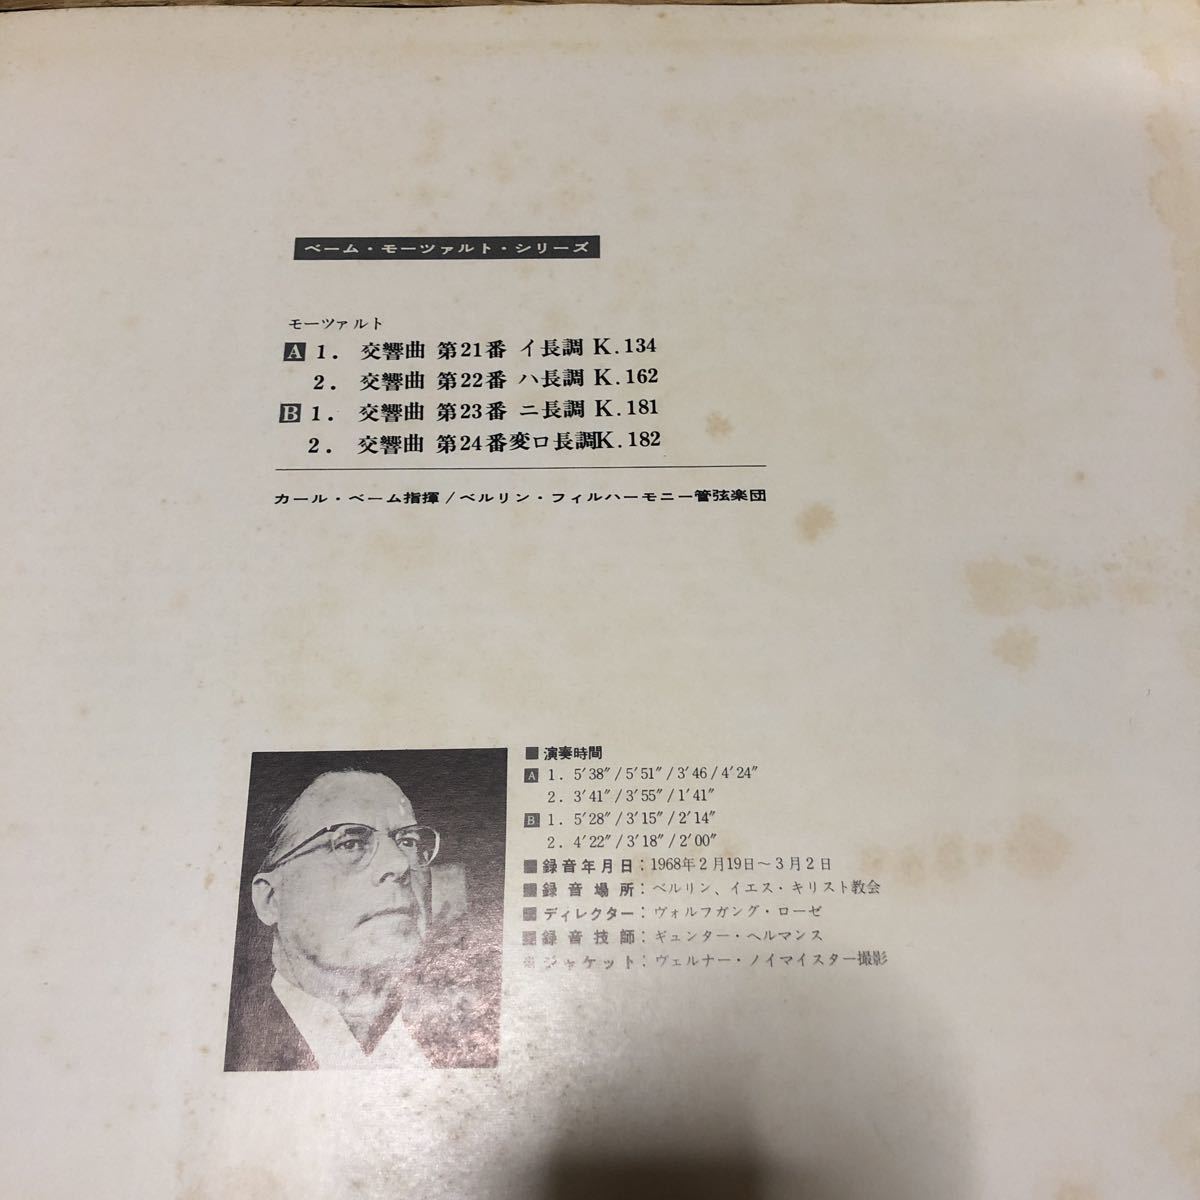 ベーム・モーツァルト・シリーズ
モーツァルト
A 1. 交響曲 第21番 イ長調 K.134
2. 交響曲 第22番 ハ長調 K.162
B 1. 交響曲 第23番 ニ長調 K.181
2. 交響曲 第24番変ロ長調K.182
カール・ベーム指揮/ベルリン・フィルハーモニー管弦楽団
■演奏時間
A 1. 5′38″/5′51″/3′46/4′24″
2. 3′41″/3′55″/1′41″
B 1. 5′28″/3′15″/2′14″
2. 4′22″/3′18″/2′00″
■録音年月日:1968年2月19日〜3月2日
■録音場所:ベルリン、イエス・キリスト教会
■ディレクター:ヴォルフガング・ローゼ
■録音技師:ギュンター・ヘルマンス
■ジャケット:ヴェルナー・ノイマイスター撮影